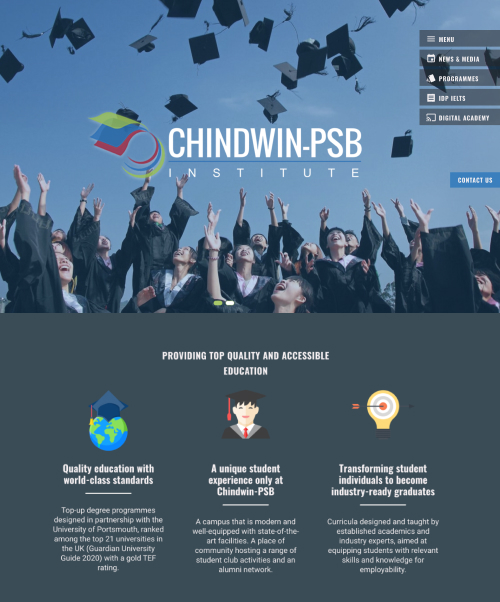 MENU
NEWS & MEDIA
PROGRAMMES
IDP IELTS
DIGITAL ACADEMY
CHINDWIN-PSB
INSTITUTE
CONTACT US
PROVIDING TOP QUALITY AND ACCESSIBLE
EDUCATION
Quality education with
world-class standards
Top-up degree programmes
designed in partnership with the
University of Portsmouth, ranked
among the top 21 universities in
the UK (Guardian University
Guide 2020) with a gold TEF
rating.
A unique student
experience only at
Chindwin-PSB
A campus that is modern and
well-equipped with state-of-the-
art facilities. A place of
community hosting a range of
student club activities and an
alumni network.
Transforming student
individuals to become
industry-ready graduates
Curricula designed and taught by
established academics and
industry experts, aimed at
equipping students with relevant
skills and knowledge for
employability.